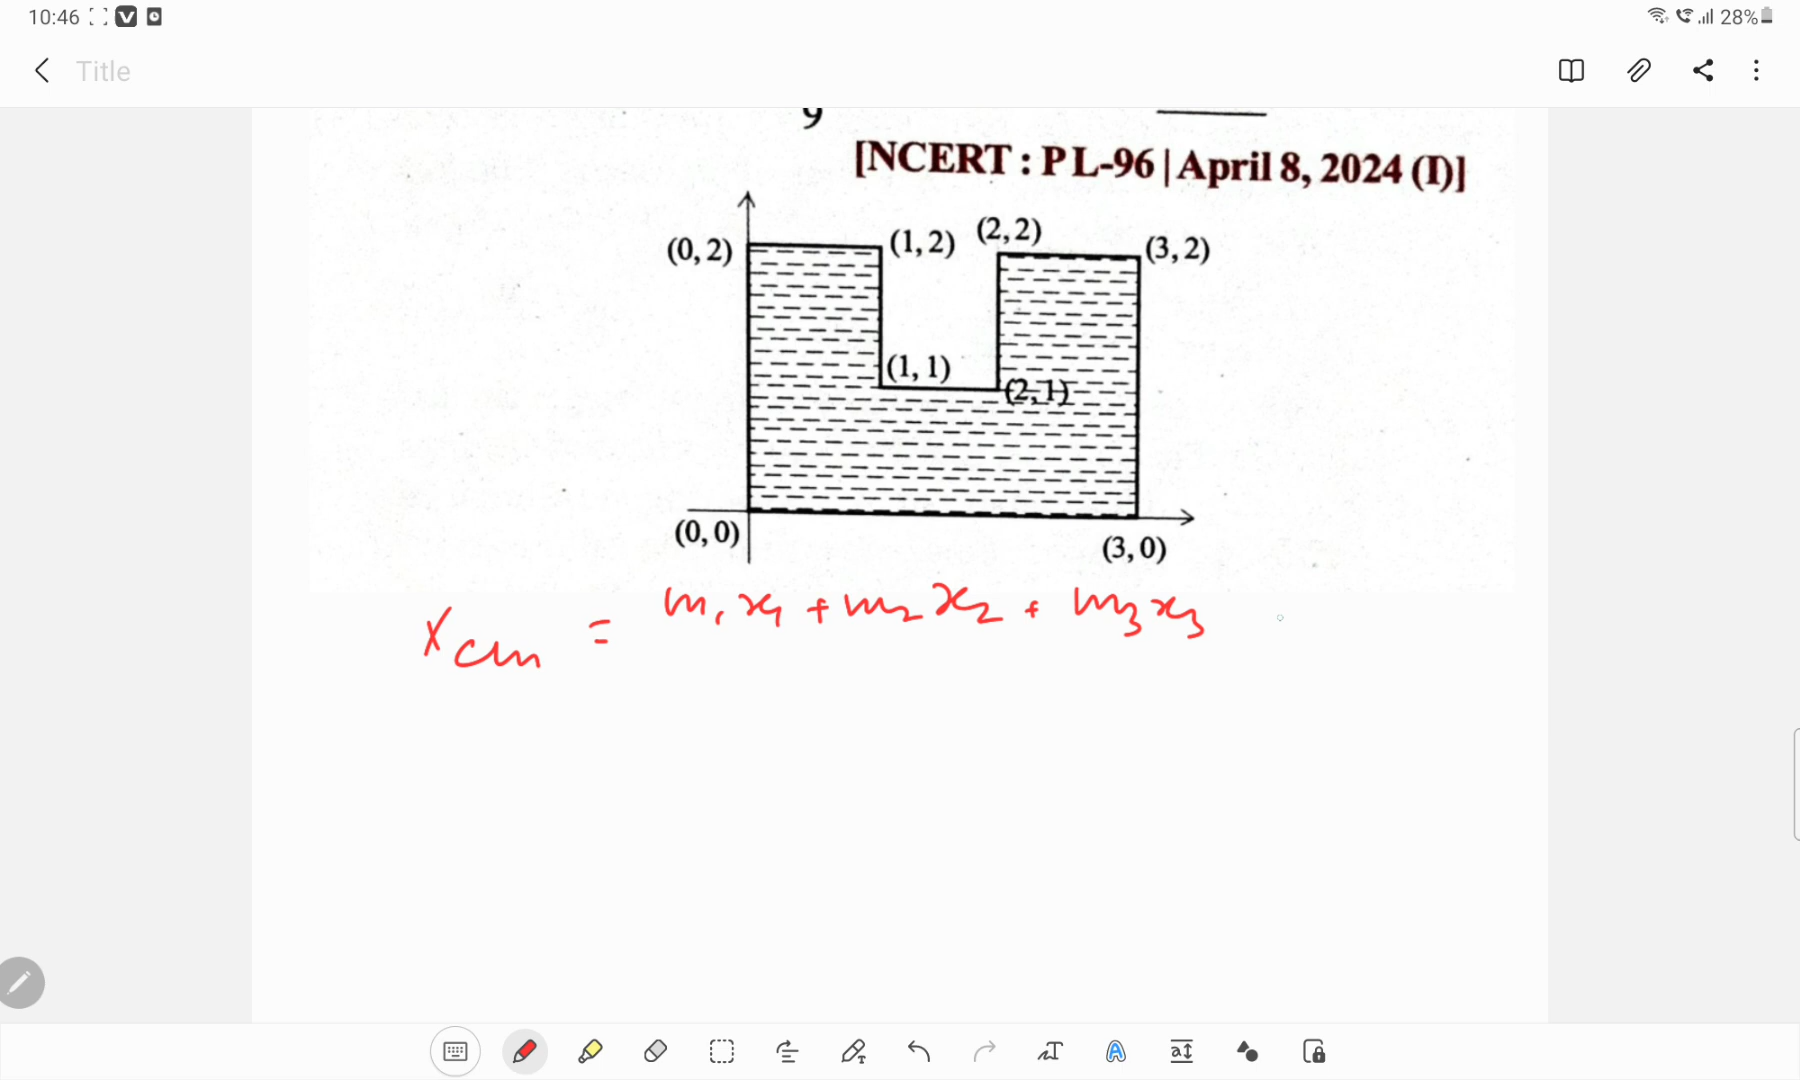 10:46 28%
Title
9
[NCERT : P L-96 | April 8, 2024 (I)]
(0, 2) (1, 2) (2, 2) (3, 2)
(1, 1) (2, 1)
(0, 0) (3, 0)
Xcm = m1x1 + m2x2 + m3x3